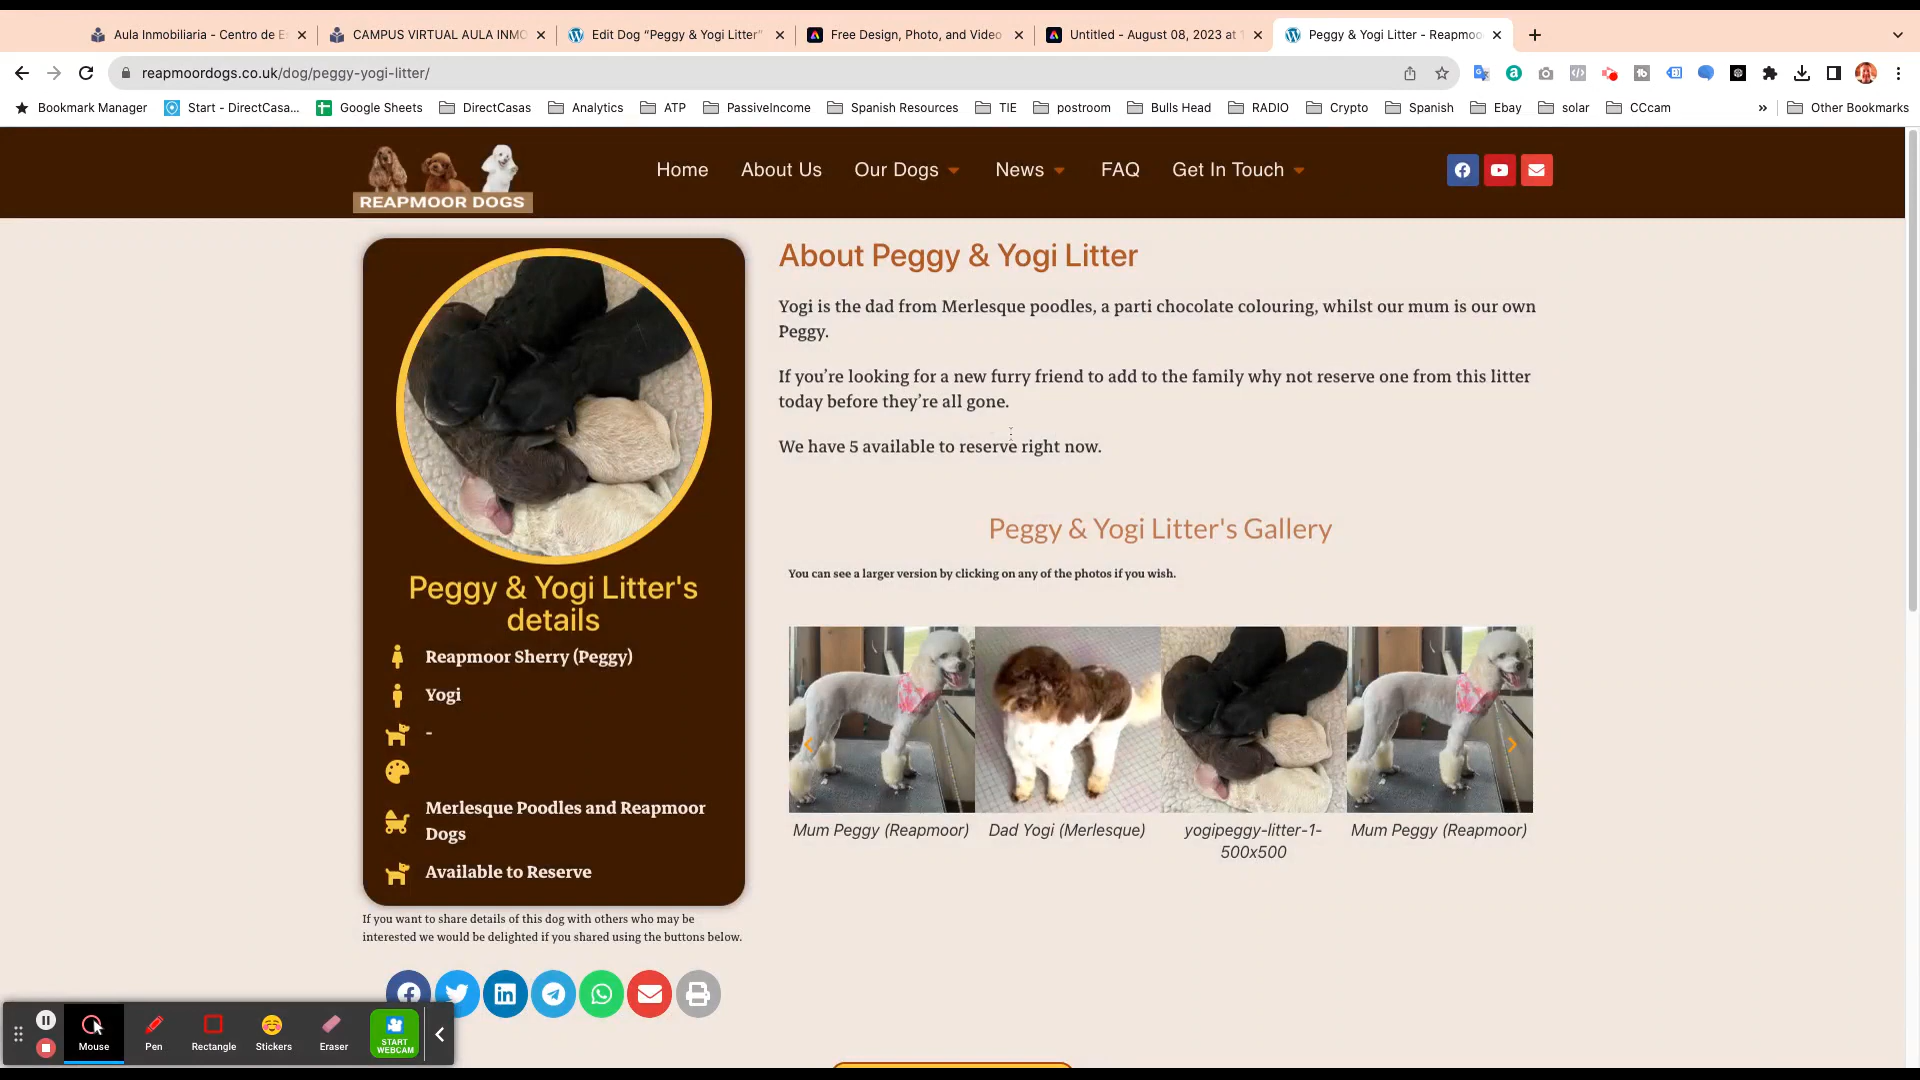 Aula Inmobiliaria - Centro de E
CAMPUS VIRTUAL AULA INMO
Edit Dog “Peggy & Yogi Litter”
Free Design, Photo, and Video
Untitled - August 08, 2023 at 1
Peggy & Yogi Litter - Reapmoo
reapmoordogs.co.uk/dog/peggy-yogi-litter/
Bookmark Manager
Start - DirectCasa...
Google Sheets
DirectCasas
Analytics
ATP
PassiveIncome
Spanish Resources
TIE
postroom
Bulls Head
RADIO
Crypto
Spanish
Ebay
solar
CCcam
»
Other Bookmarks
REAPMOOR DOGS
Home
About Us
Our Dogs
News
FAQ
Get In Touch
Peggy & Yogi Litter's
details
Reapmoor Sherry (Peggy)
Yogi
-
Merlesque Poodles and Reapmoor
Dogs
Available to Reserve
If you want to share details of this dog with others who may be
interested we would be delighted if you shared using the buttons below.
About Peggy & Yogi Litter
Yogi is the dad from Merlesque poodles, a parti chocolate colouring, whilst our mum is our own
Peggy.
If you’re looking for a new furry friend to add to the family why not reserve one from this litter
today before they’re all gone.
We have 5 available to reserve right now.
Peggy & Yogi Litter's Gallery
You can see a larger version by clicking on any of the photos if you wish.
Mum Peggy (Reapmoor)
Dad Yogi (Merlesque)
yogipeggy-litter-1-
500x500
Mum Peggy (Reapmoor)
Mouse
Pen
Rectangle
Stickers
Eraser
START
WEBCAM